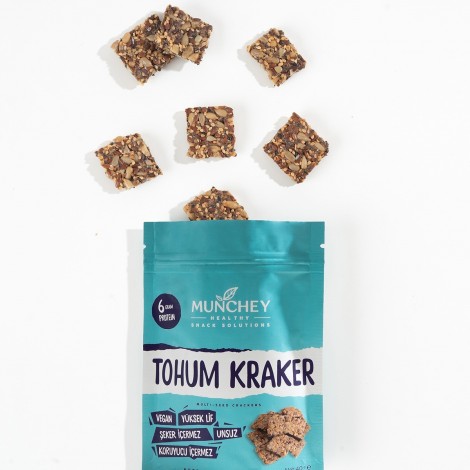 6 GRAM
PROTEIN
MUNCHEY
HEALTHY
SNACK SOLUTIONS
TOHUM KRAKER
MULTI-SEED CRACKERS
VEGAN YÜKSEK LİF
ŞEKER İÇERMEZ UNSUZ
KORUYUCU İÇERMEZ